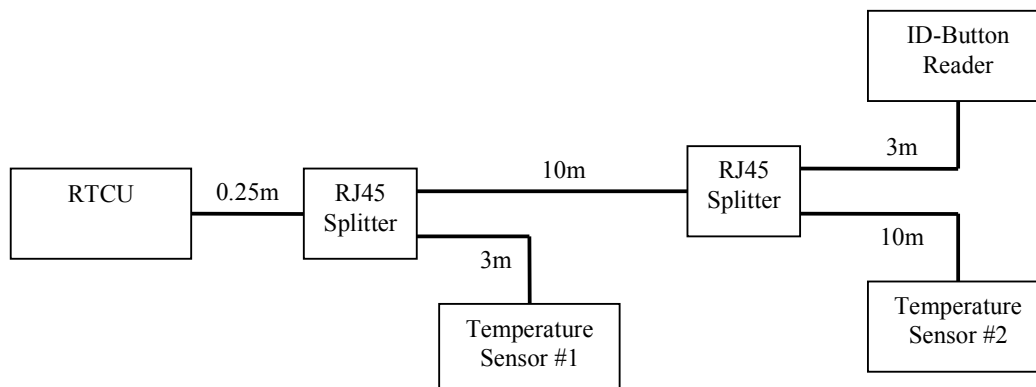 ID-Button
Reader
RTCU
0.25m
RJ45
Splitter
10m
RJ45
Splitter
3m
3m
10m
Temperature
Sensor #1
Temperature
Sensor #2